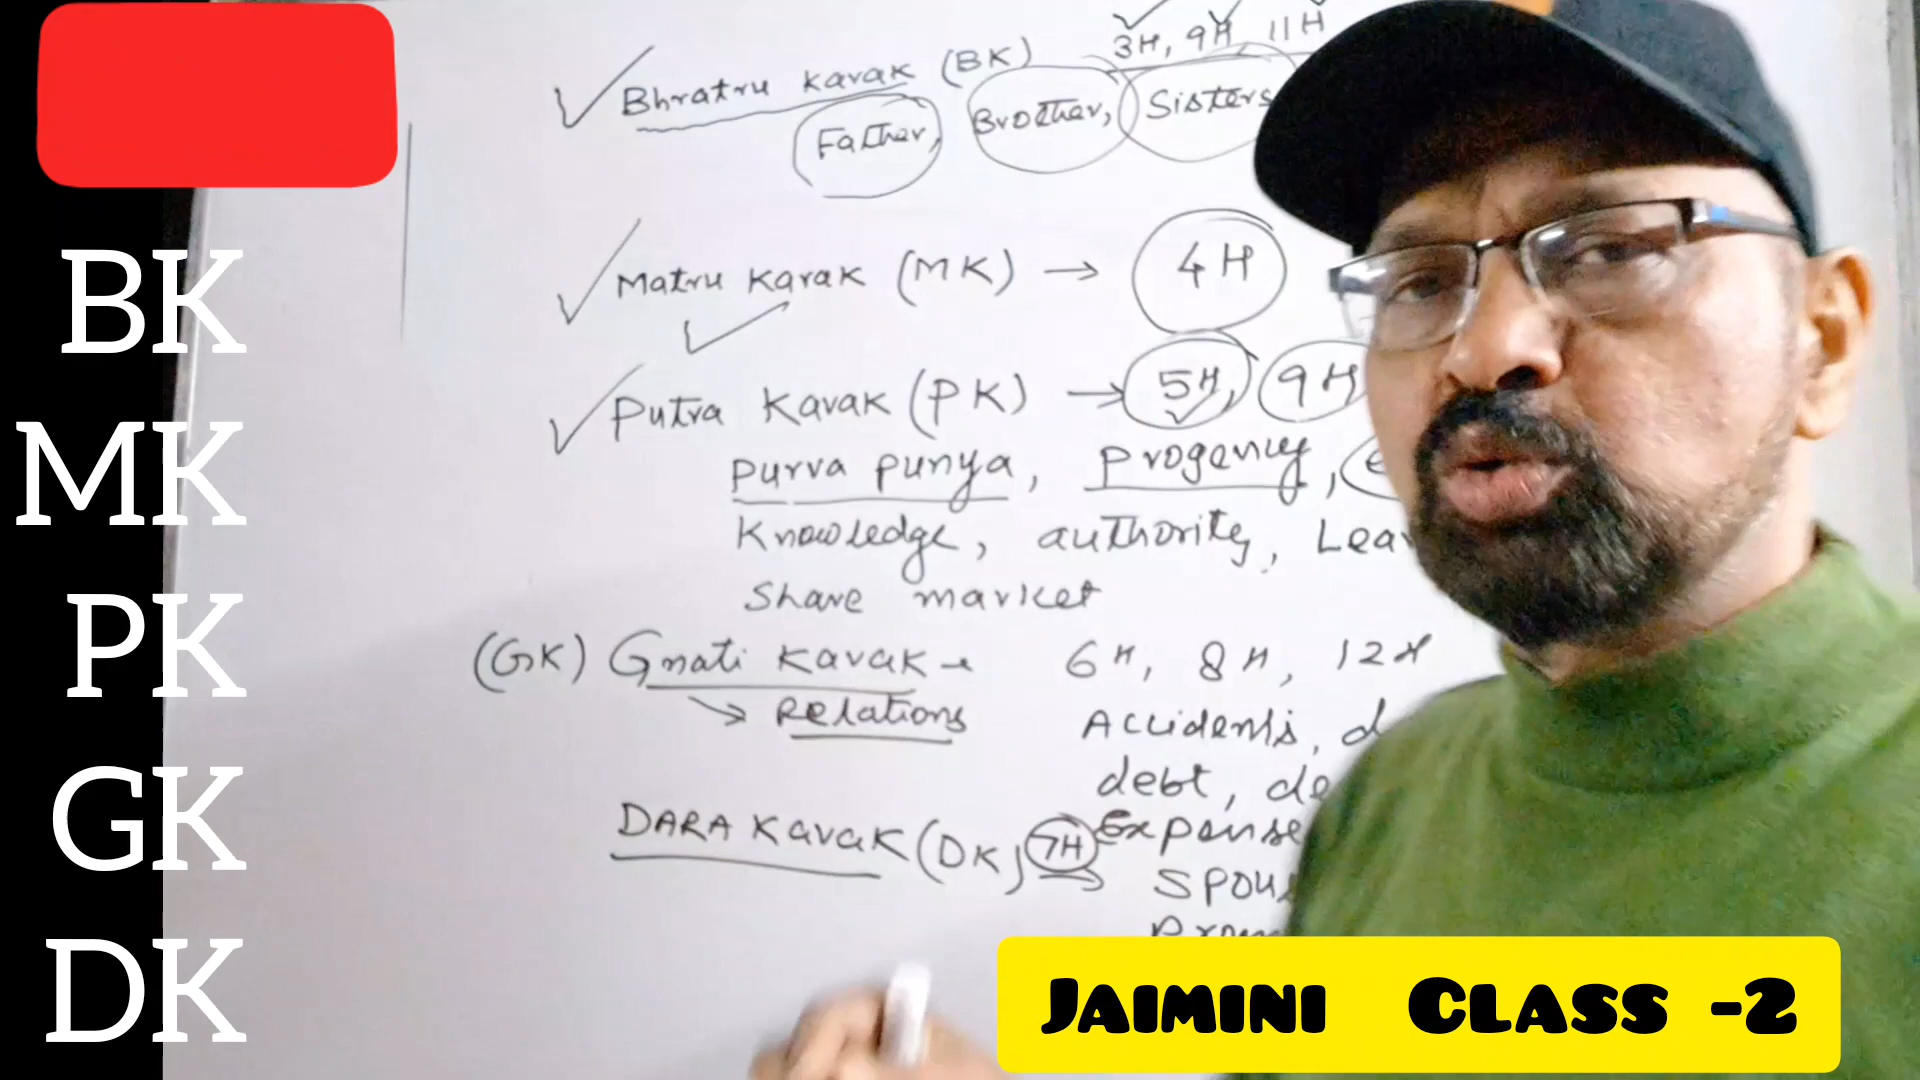 3H, 9H, 11H
Bhratru Karak (BK)
Father, Brother, Sisters
Matru Karak (MK) → 4H
Putra Karak (PK) → 5H, 9H
Purva punya, Progency,
Knowledge, authority,
Share market
(GK) Gnati Karak → 6H, 8H, 12H
→ Relations
Accidents,
debt,
DARA Karak (DK) 7H
Expense
BK
MK
PK
GK
DK
JAIMINI CLASS -2